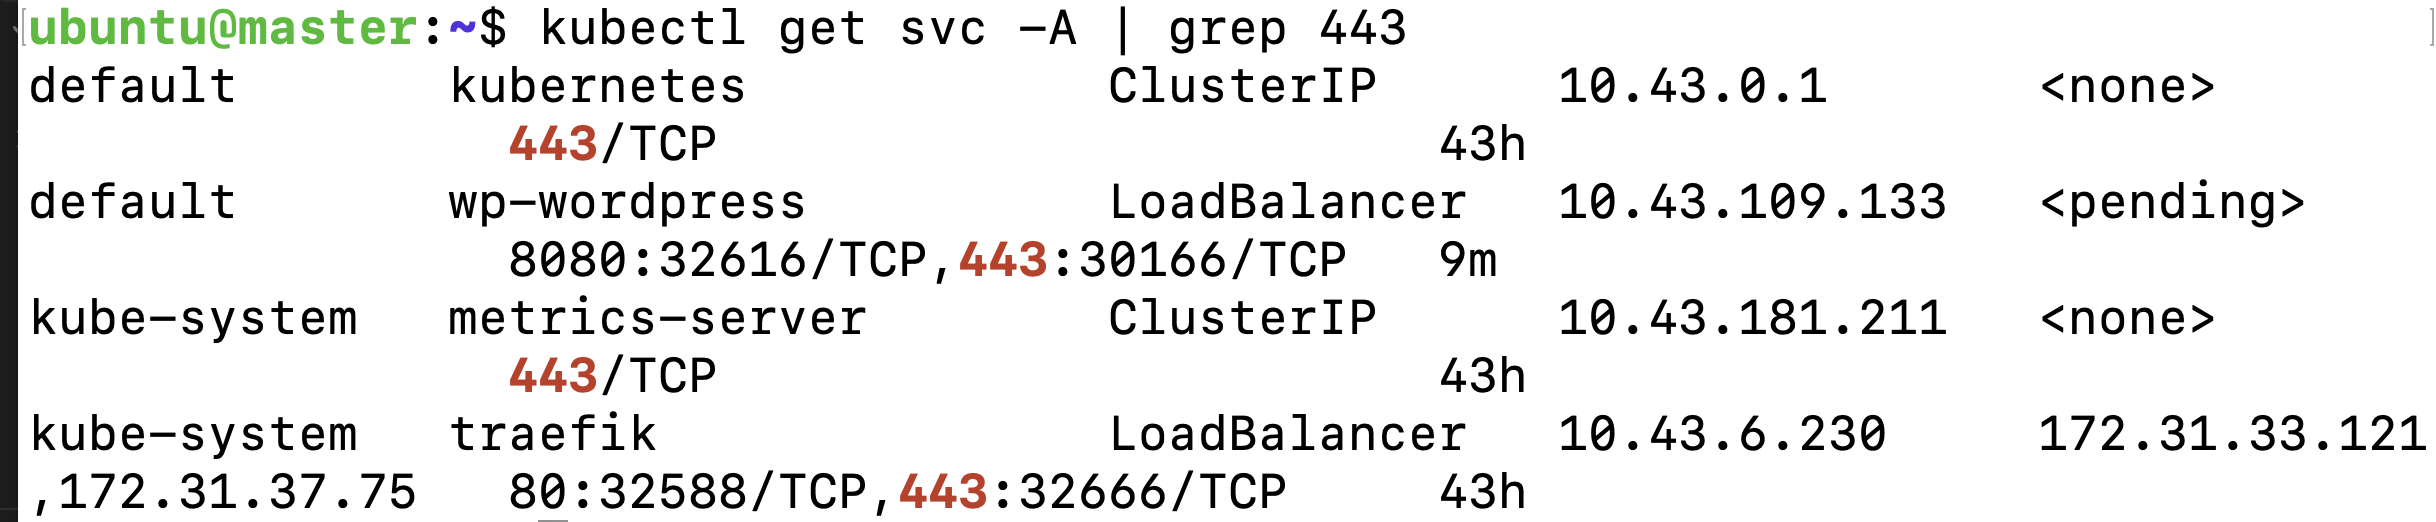 ubuntu@master:~$ kubectl get svc -A | grep 443
default       kubernetes            ClusterIP      10.43.0.1       <none>
                443/TCP                        43h
default       wp-wordpress          LoadBalancer   10.43.109.133   <pending>
                8080:32616/TCP,443:30166/TCP   9m
kube-system   metrics-server        ClusterIP      10.43.181.211   <none>
                443/TCP                        43h
kube-system   traefik               LoadBalancer   10.43.6.230     172.31.33.121
,172.31.37.75   80:32588/TCP,443:32666/TCP     43h